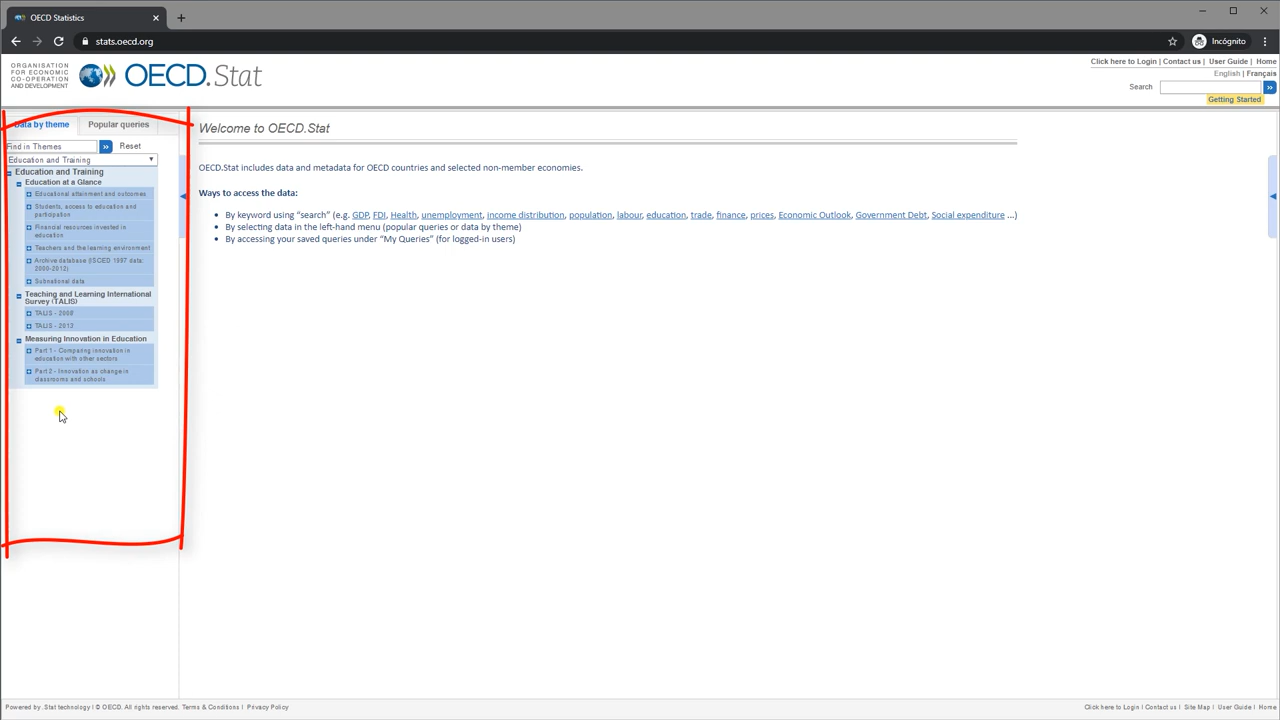 OECD Statistics
stats.oecd.org
Incógnito
ORGANISATION
FOR ECONOMIC
CO-OPERATION
AND DEVELOPMENT
OECD.Stat
Click here to Login | Contact us | User Guide | Home
English | Français
Search
Getting Started
Data by theme
Popular queries
Find in Themes
Reset
Education and Training
Education and Training
Education at a Glance
Educational attainment and outcomes
Students, access to education and
participation
Financial resources invested in
education
Teachers and the learning environment
Archive database (ISCED 1997 data:
2000-2012)
Subnational data
Teaching and Learning International
Survey (TALIS)
TALIS - 2008
TALIS - 2013
Measuring Innovation in Education
Part 1 - Comparing innovation in
education with other sectors
Part 2 - Innovation as change in
classrooms and schools
Welcome to OECD.Stat
OECD.Stat includes data and metadata for OECD countries and selected non-member economies.
Ways to access the data:
• By keyword using “search” (e.g. GDP, FDI, Health, unemployment, income distribution, population, labour, education, trade, finance, prices, Economic Outlook, Government Debt, Social expenditure ...)
• By selecting data in the left-hand menu (popular queries or data by theme)
• By accessing your saved queries under “My Queries” (for logged-in users)
Powered by .Stat technology | © OECD. All rights reserved. Terms & Conditions | Privacy Policy
Click here to Login | Contact us | Site Map | User Guide | Home